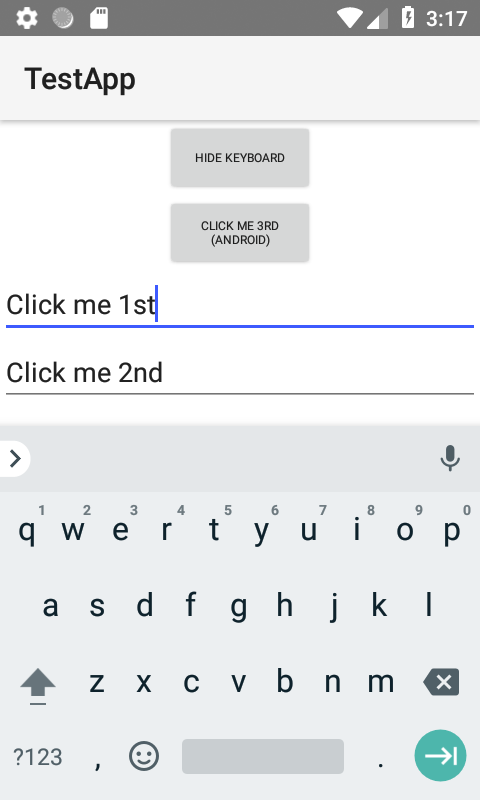 3:17
TestApp
HIDE KEYBOARD
CLICK ME 3RD
(ANDROID)
Click me 1st
Click me 2nd
1 2 3 4 5 6 7 8 9 0
q w e r t y u i o p
a s d f g h j k l
z x c v b n m
?123 , .